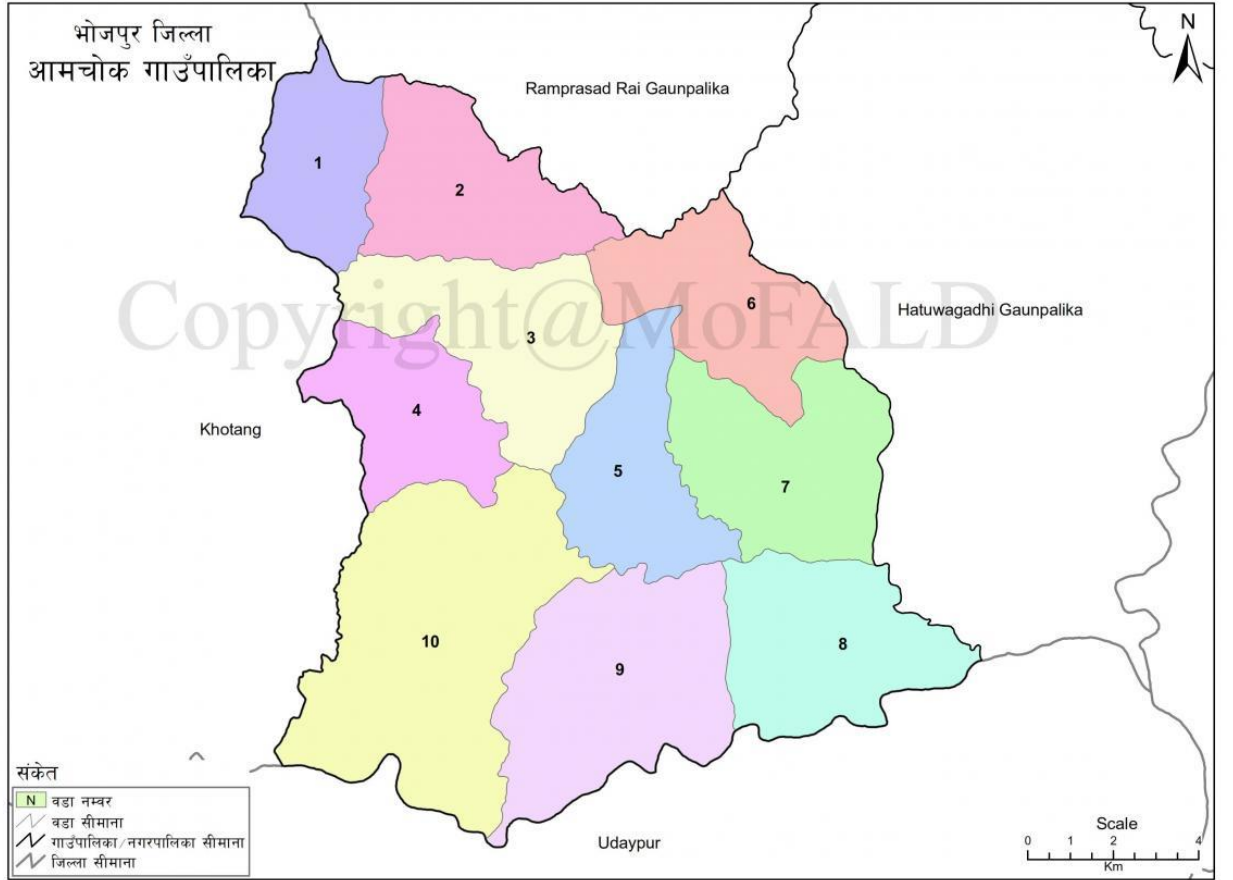 भोजपुर जिल्ला
आमचोक गाउँपालिका
N
Ramprasad Rai Gaunpalika
1
2
6
Copyright@MoFALD
Hatuwagadhi Gaunpalika
3
4
Khotang
5
7
10
8
9
संकेत
N वडा नम्बर
वडा सीमाना
गाउँपालिका/नगरपालिका सीमाना
जिल्ला सीमाना
Udaypur
Scale
0 1 2 4
Km